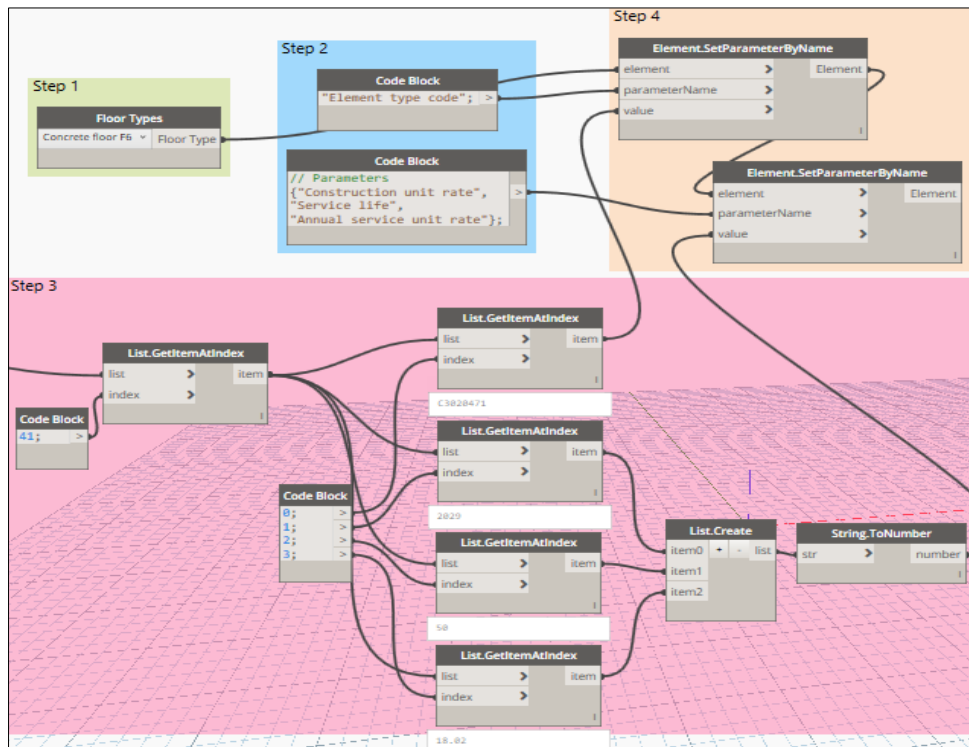 Step 1
Floor Types
Concrete floor F6
Floor Type
Step 2
Code Block
"Element type code";
>
Code Block
// Parameters
{"Construction unit rate",
"Service life",
"Annual service unit rate"};
>
Step 4
Element.SetParameterByName
element > Element
parameterName >
value >
Element.SetParameterByName
element > Element
parameterName >
value >
Step 3
List.GetItemAtIndex
list > item
index >
Code Block
41; >
List.GetItemAtIndex
list > item
index >
C3020471
List.GetItemAtIndex
list > item
index >
2029
Code Block
0; >
1; >
2; >
3; >
List.GetItemAtIndex
list > item
index >
50
List.GetItemAtIndex
list > item
index >
18.02
List.Create
item0 + - list
item1
item2
String.ToNumber
str > number